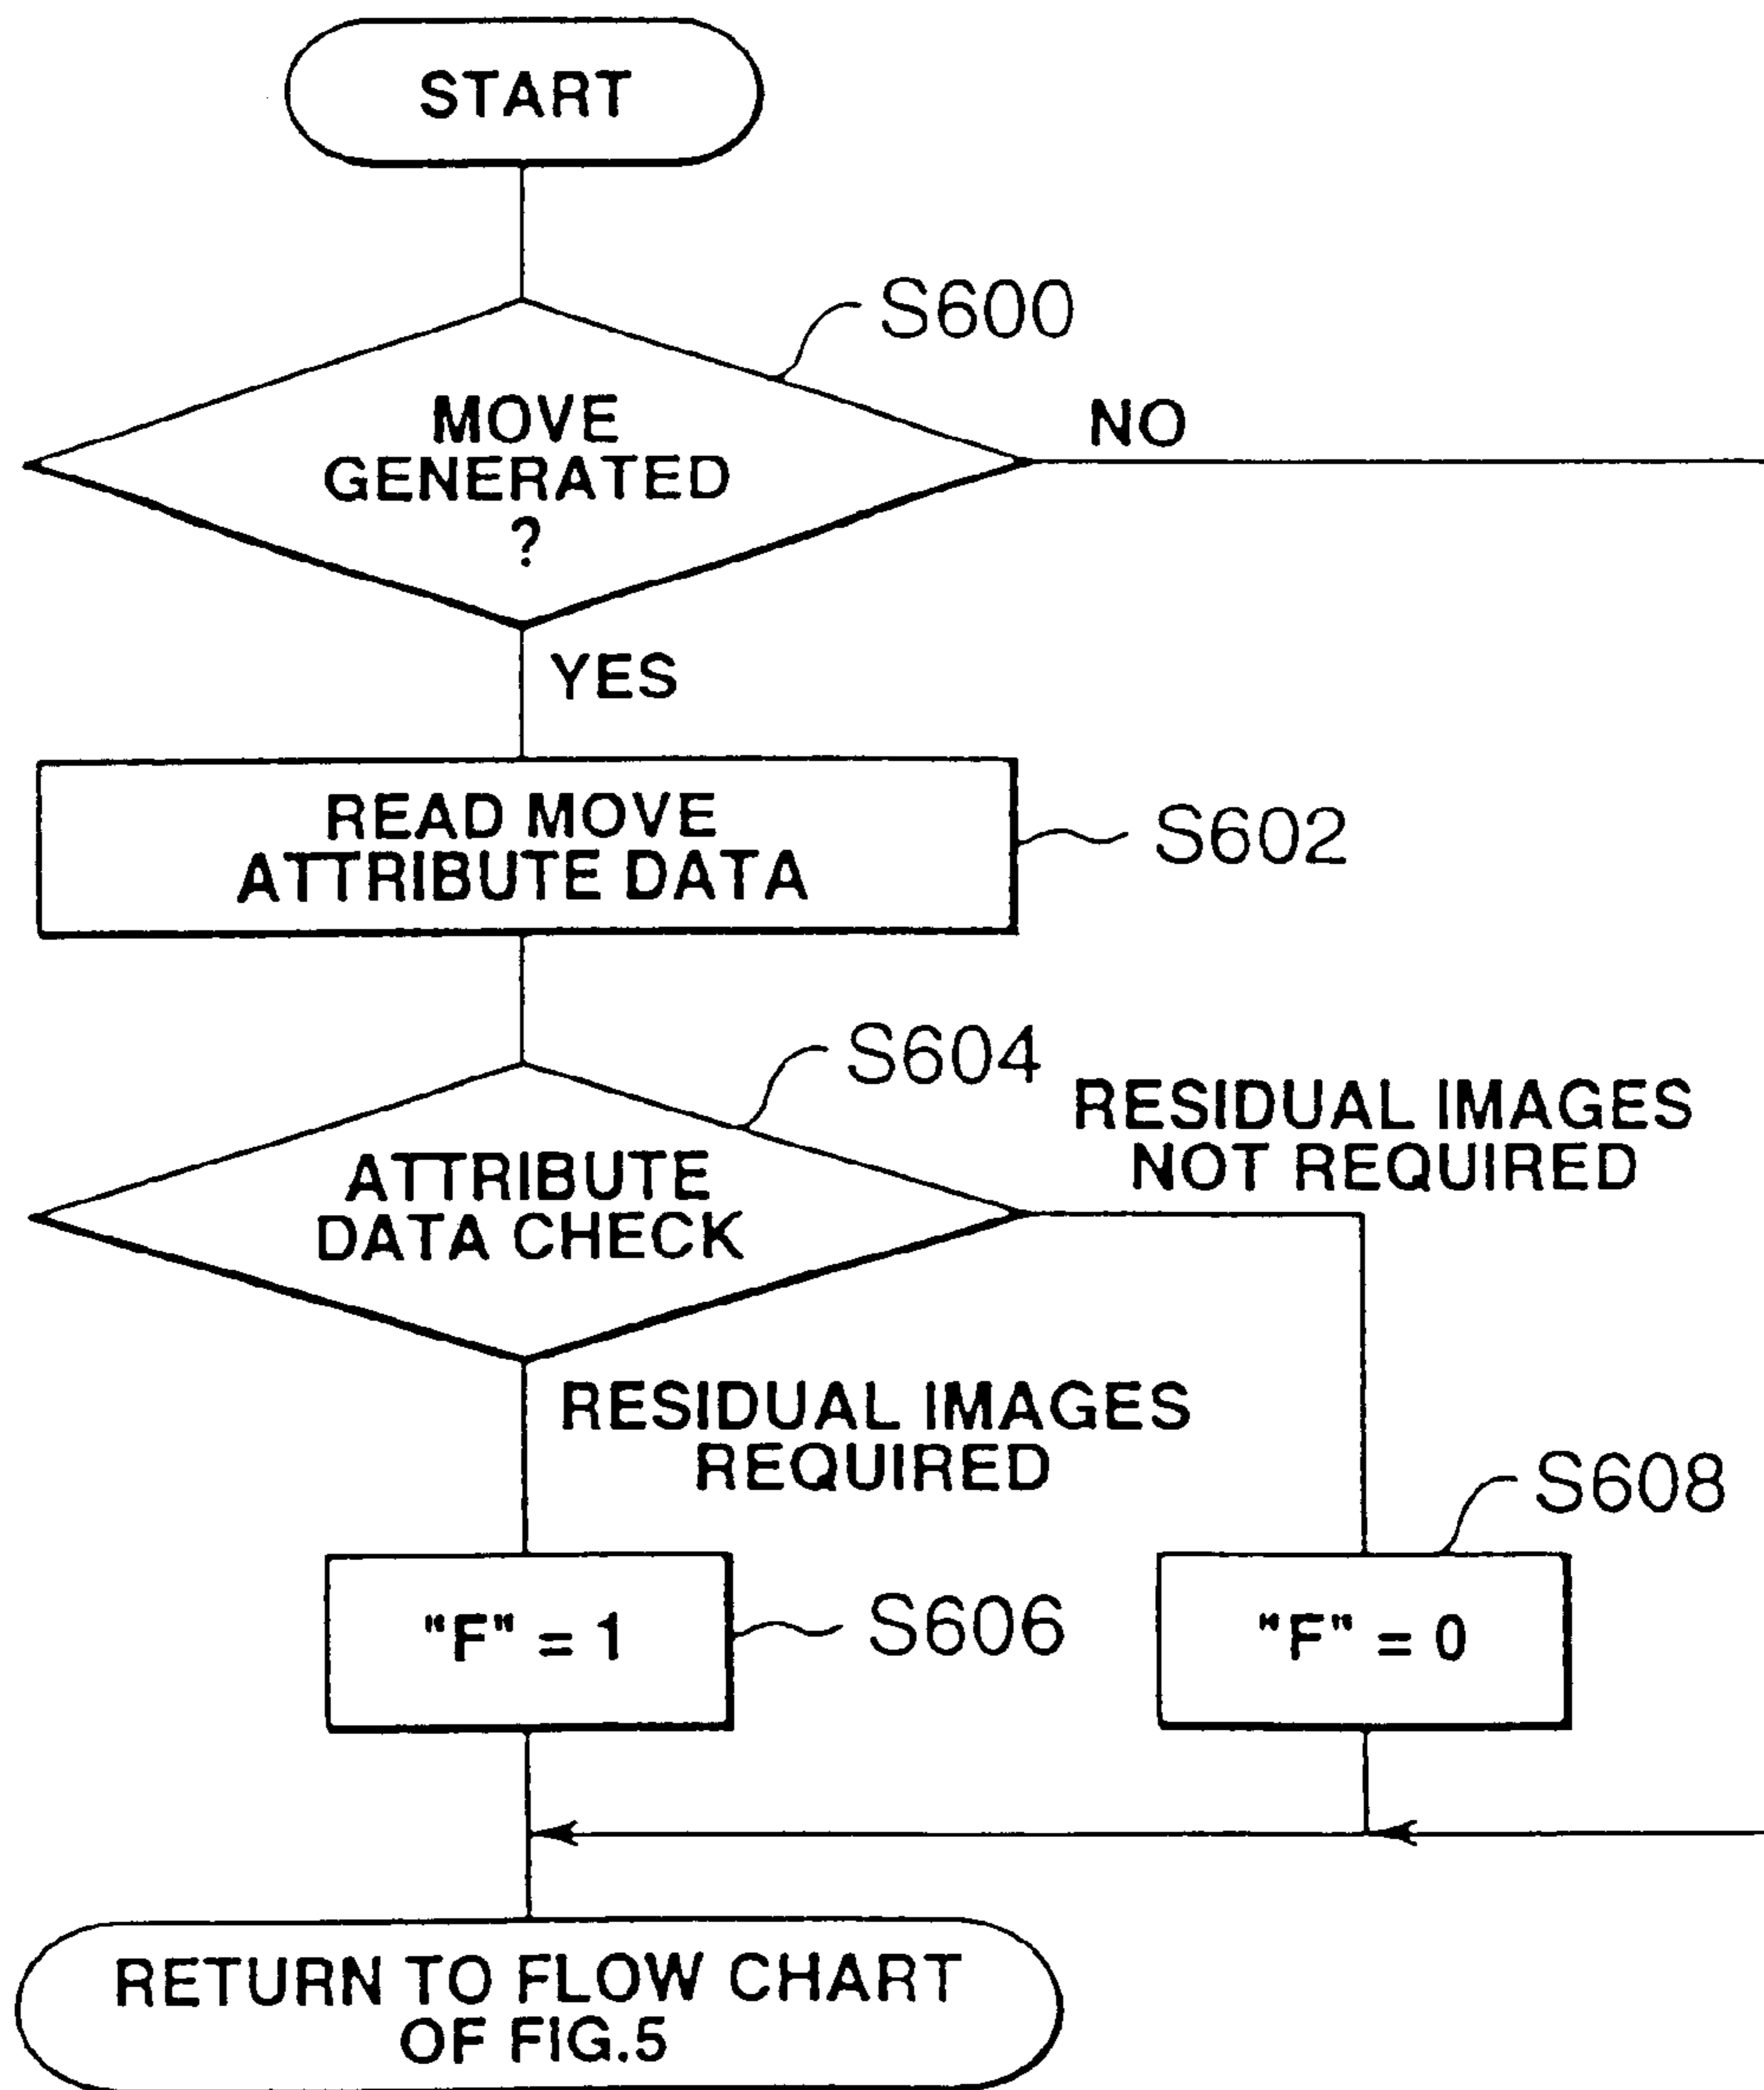 START
S600
MOVE
GENERATED
?
NO
YES
READ MOVE
ATTRIBUTE DATA
S602
S604
RESIDUAL IMAGES
NOT REQUIRED
ATTRIBUTE
DATA CHECK
RESIDUAL IMAGES
REQUIRED
S608
"F" = 1
S606
"F" = 0
RETURN TO FLOW CHART
OF FIG.5